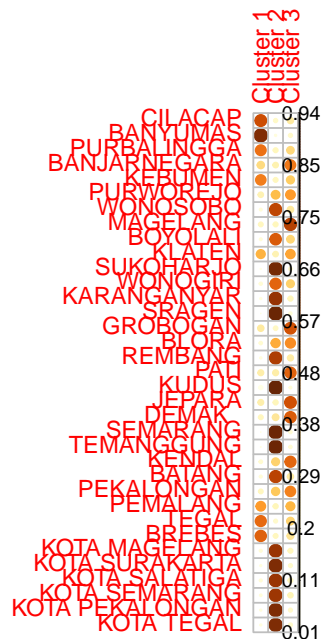 Cluster 1
Cluster 2
Cluster 3
CILACAP
BANYUMAS
PURBALINGGA
BANJARNEGARA
KEBUMEN
PURWOREJO
WONOSOBO
MAGELANG
BOYOLALI
KLATEN
SUKOHARJO
WONOGIRI
KARANGANYAR
SRAGEN
GROBOGAN
BLORA
REMBANG
PATI
KUDUS
JEPARA
DEMAK
SEMARANG
TEMANGGUNG
KENDAL
BATANG
PEKALONGAN
PEMALANG
TEGAL
BREBES
KOTA MAGELANG
KOTA SURAKARTA
KOTA SALATIGA
KOTA SEMARANG
KOTA PEKALONGAN
KOTA TEGAL
0.94
0.85
0.75
0.66
0.57
0.48
0.38
0.29
0.2
0.11
0.01